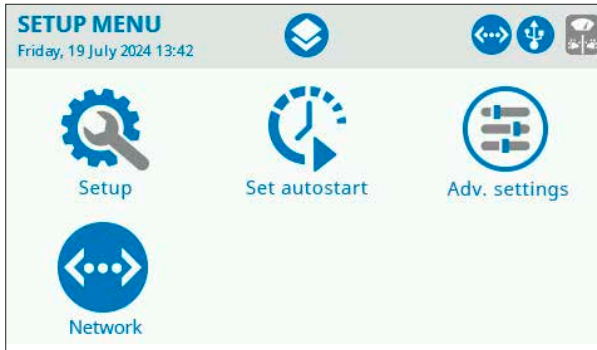 SETUP MENU
Friday, 19 July 2024 13:42
Setup
Set autostart
Adv. settings
Network